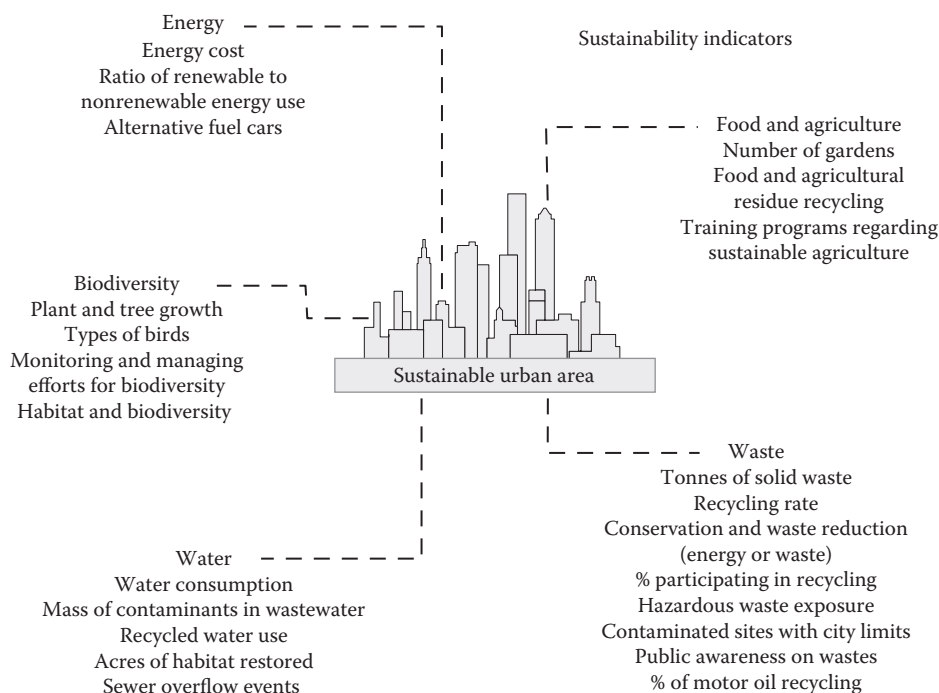 Energy
Energy cost
Ratio of renewable to
nonrenewable energy use
Alternative fuel cars
Sustainability indicators
Food and agriculture
Number of gardens
Food and agricultural
residue recycling
Training programs regarding
sustainable agriculture
Biodiversity
Plant and tree growth
Types of birds
Monitoring and managing
efforts for biodiversity
Habitat and biodiversity
Sustainable urban area
Water
Water consumption
Mass of contaminants in wastewater
Recycled water use
Acres of habitat restored
Sewer overflow events
Waste
Tonnes of solid waste
Recycling rate
Conservation and waste reduction
(energy or waste)
% participating in recycling
Hazardous waste exposure
Contaminated sites with city limits
Public awareness on wastes
% of motor oil recycling